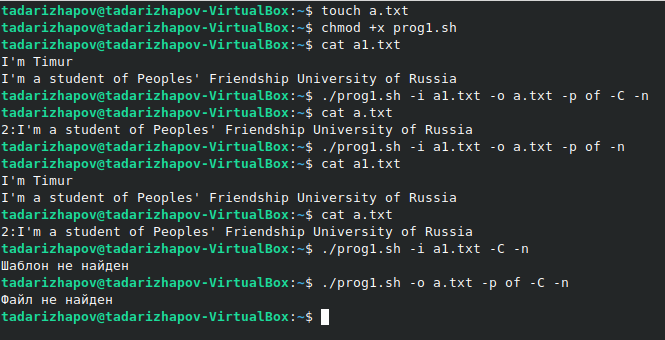 tadarizhapov@tadarizhapov-VirtualBox:~$ touch a.txt
tadarizhapov@tadarizhapov-VirtualBox:~$ chmod +x prog1.sh
tadarizhapov@tadarizhapov-VirtualBox:~$ cat a1.txt
I'm Timur
I'm a student of Peoples' Friendship University of Russia
tadarizhapov@tadarizhapov-VirtualBox:~$ ./prog1.sh -i a1.txt -o a.txt -p of -C -n
tadarizhapov@tadarizhapov-VirtualBox:~$ cat a.txt
2:I'm a student of Peoples' Friendship University of Russia
tadarizhapov@tadarizhapov-VirtualBox:~$ ./prog1.sh -i a1.txt -o a.txt -p of -n
tadarizhapov@tadarizhapov-VirtualBox:~$ cat a1.txt
I'm Timur
I'm a student of Peoples' Friendship University of Russia
tadarizhapov@tadarizhapov-VirtualBox:~$ cat a.txt
2:I'm a student of Peoples' Friendship University of Russia
tadarizhapov@tadarizhapov-VirtualBox:~$ ./prog1.sh -i a1.txt -C -n
Шаблон не найден
tadarizhapov@tadarizhapov-VirtualBox:~$ ./prog1.sh -o a.txt -p of -C -n
Файл не найден
tadarizhapov@tadarizhapov-VirtualBox:~$